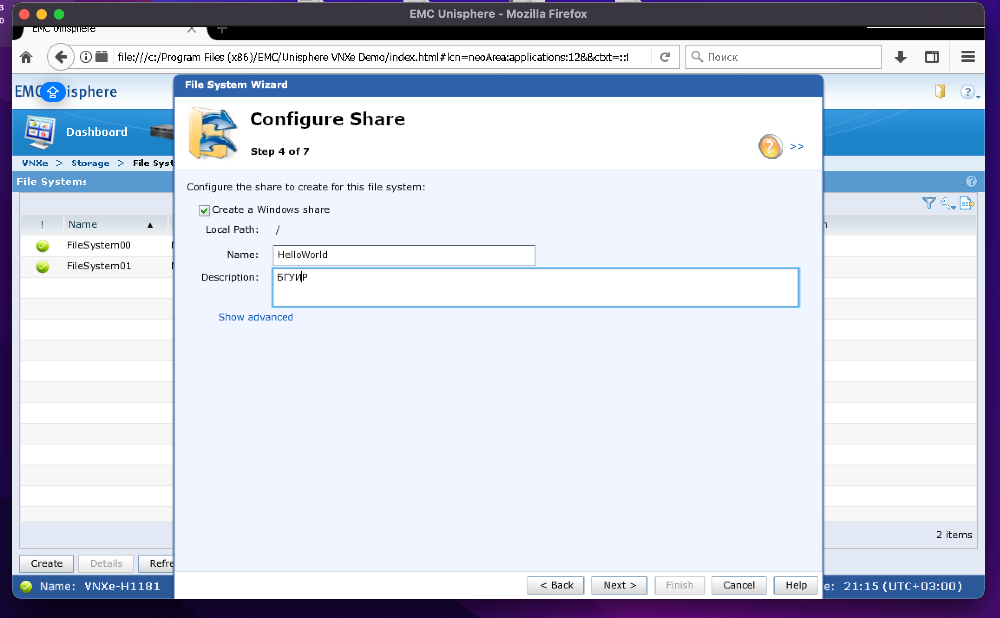 EMC Unisphere - Mozilla Firefox
EMC Unisphere
file:///c:/Program Files (x86)/EMC/Unisphere VNXe Demo/index.html#lcn=neoArea:applications:12&&ctxt=::1
Поиск
EMC isphere
File System Wizard
Configure Share
Step 4 of 7
>>
Dashboard
VNXe > Storage > File Syst
File Systems
Configure the share to create for this file system:
Create a Windows share
Local Path: /
Name: HelloWorld
Description: БГУИР
Show advanced
! Name
FileSystem00
FileSystem01
2 items
Create Details Refre
< Back Next > Finish Cancel Help
Name: VNXe-H1181
e: 21:15 (UTC+03:00)